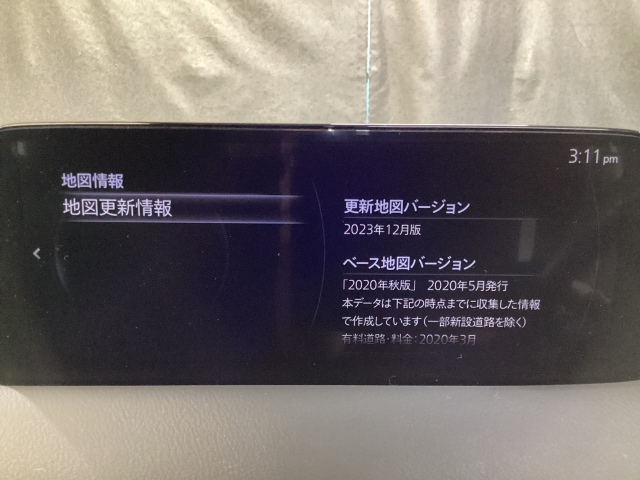 3:11 pm
地図情報
地図更新情報
更新地図バージョン
2023年12月版
ベース地図バージョン
「2020年秋版」 2020年5月発行
本データは下記の時点までに収集した情報
で作成しています(一部新設道路を除く)
有料道路・料金:2020年3月